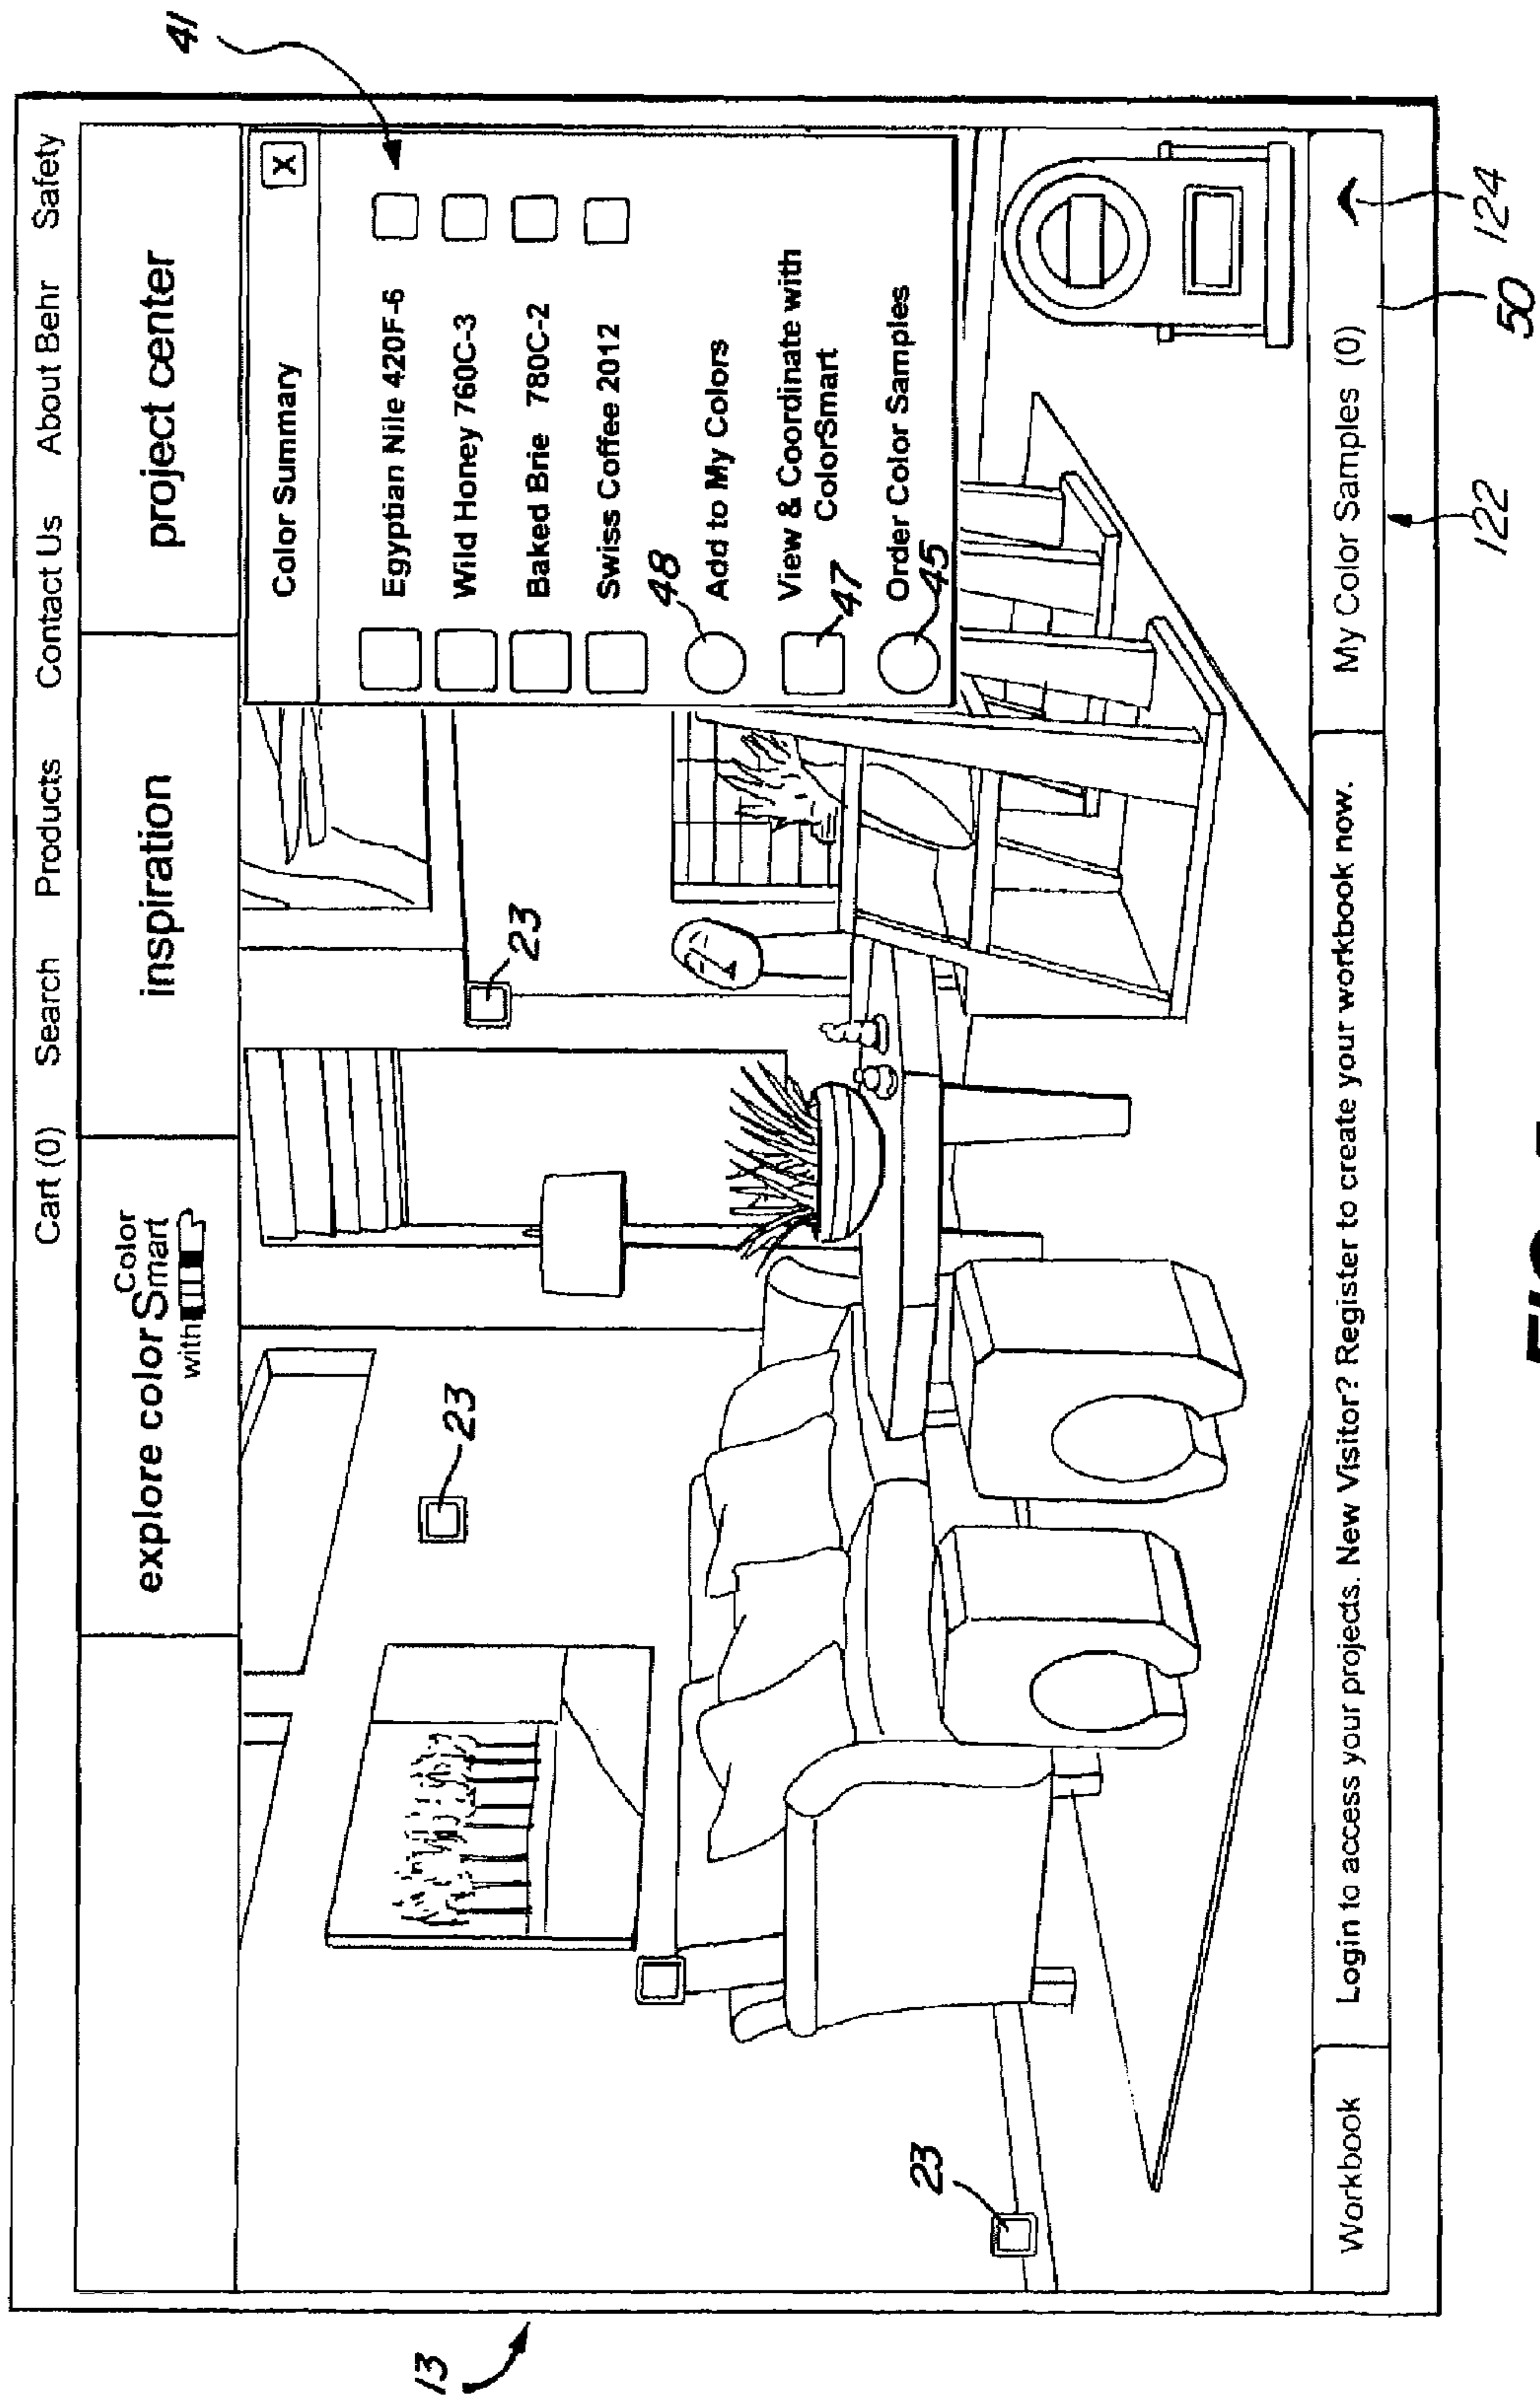 Cart (0) Search Products Contact Us About Behr Safety
explore color
with
Color
Smart
inspiration
project center
41
Color Summary X
Egyptian Nile 420F-6
Wild Honey 760C-3
Baked Brie 780C-2
Swiss Coffee 2012
48
Add to My Colors
47
View & Coordinate with
ColorSmart
45
Order Color Samples
23
23
23
13
Workbook
Login to access your projects. New Visitor? Register to create your workbook now.
My Color Samples (0)
122
50
124